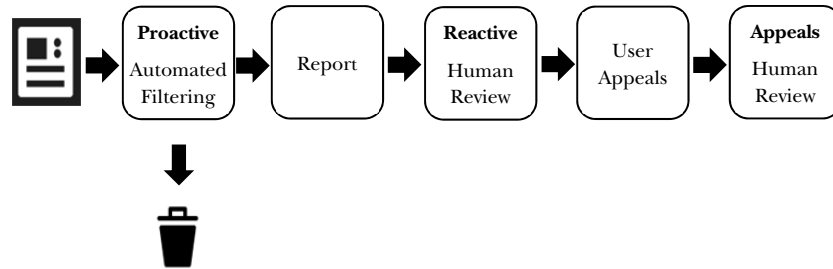 Proactive
Automated
Filtering
Report
Reactive
Human
Review
User
Appeals
Appeals
Human
Review